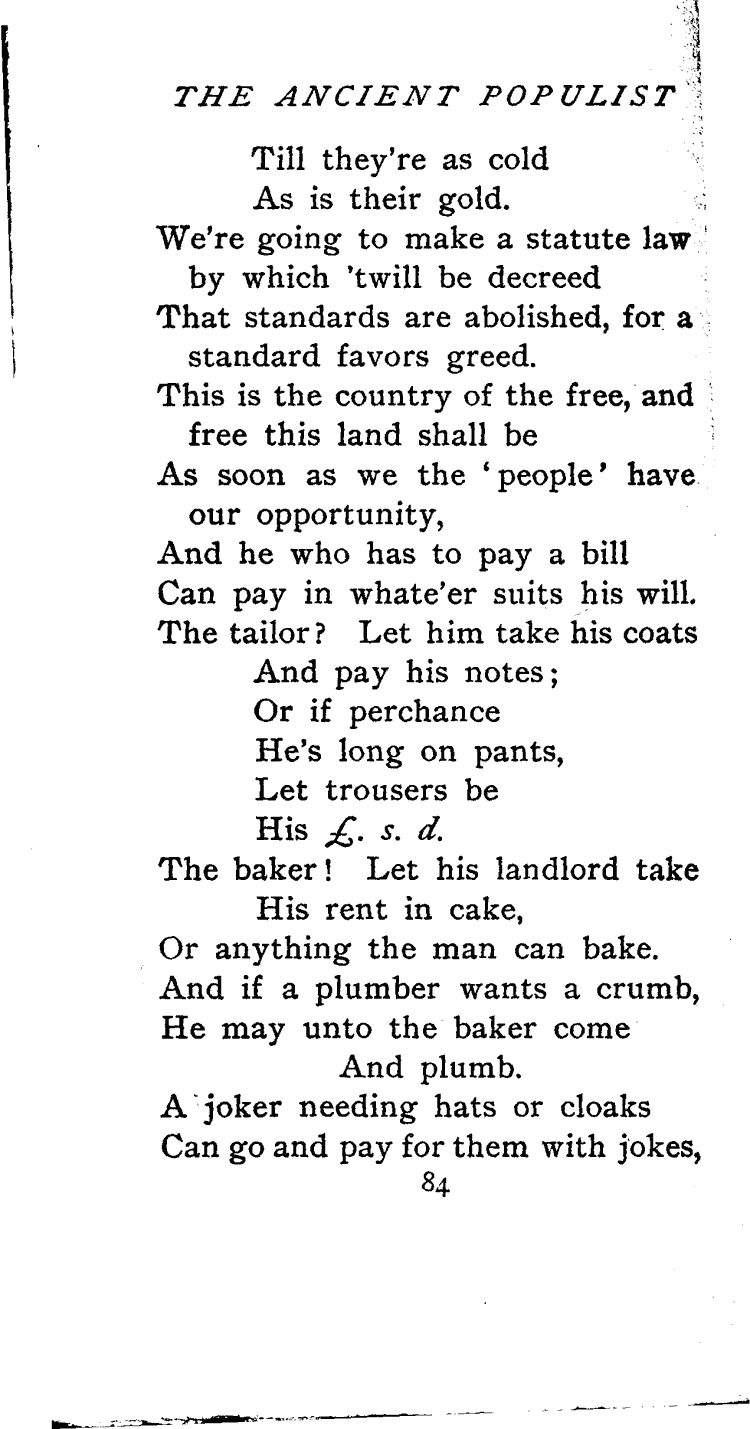 THE ANCIENT POPULIST
Till they're as cold
As is their gold.
We're going to make a statute law
by which 'twill be decreed
That standards are abolished, for a
standard favors greed.
This is the country of the free, and
free this land shall be
As soon as we the ‘people’ have
our opportunity,
And he who has to pay a bill
Can pay in whate'er suits his will.
The tailor? Let him take his coats
And pay his notes;
Or if perchance
He's long on pants,
Let trousers be
His £. s. d.
The baker! Let his landlord take
His rent in cake,
Or anything the man can bake.
And if a plumber wants a crumb,
He may unto the baker come
And plumb.
A joker needing hats or cloaks
Can go and pay for them with jokes,
84